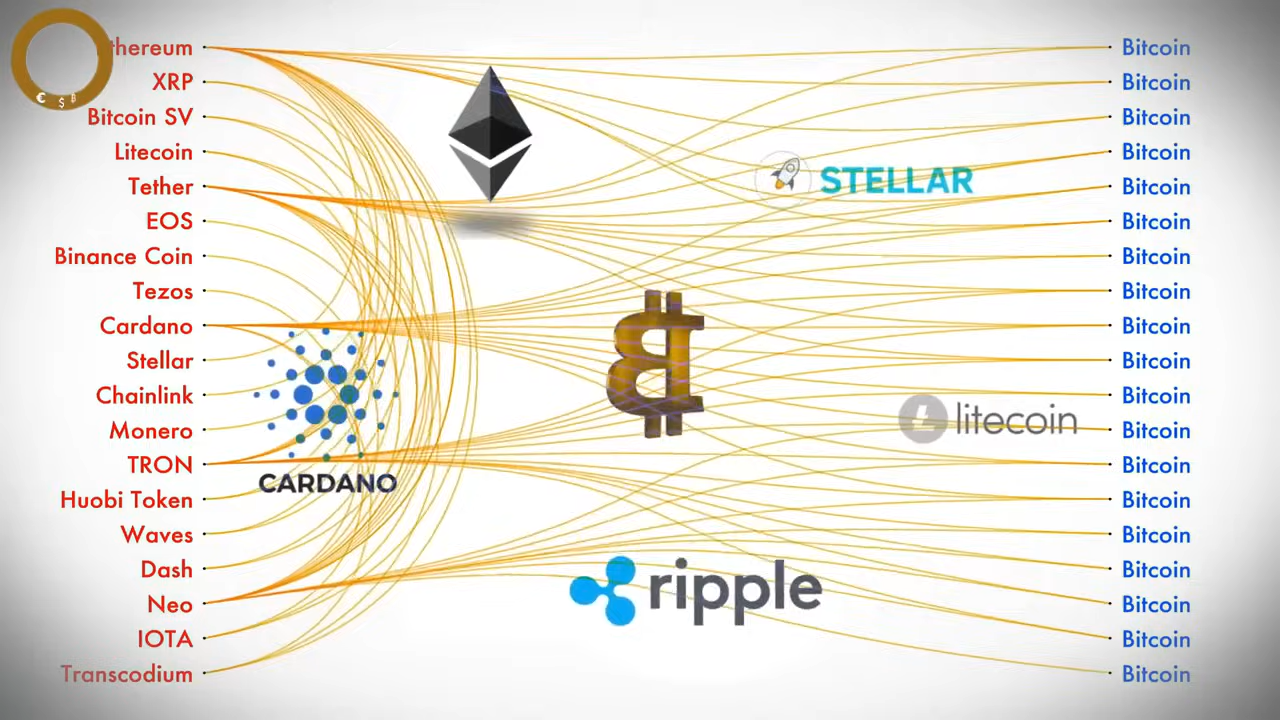 Ethereum Bitcoin
XRP Bitcoin
€ $ ₿
Bitcoin SV Bitcoin
Litecoin Bitcoin
STELLAR
Tether Bitcoin
EOS Bitcoin
Binance Coin Bitcoin
Tezos Bitcoin
Cardano Bitcoin
Stellar Bitcoin
Chainlink Bitcoin
litecoin
Monero Bitcoin
TRON Bitcoin
CARDANO
Huobi Token Bitcoin
Waves Bitcoin
Dash Bitcoin
ripple
Neo Bitcoin
IOTA Bitcoin
Transcodium Bitcoin